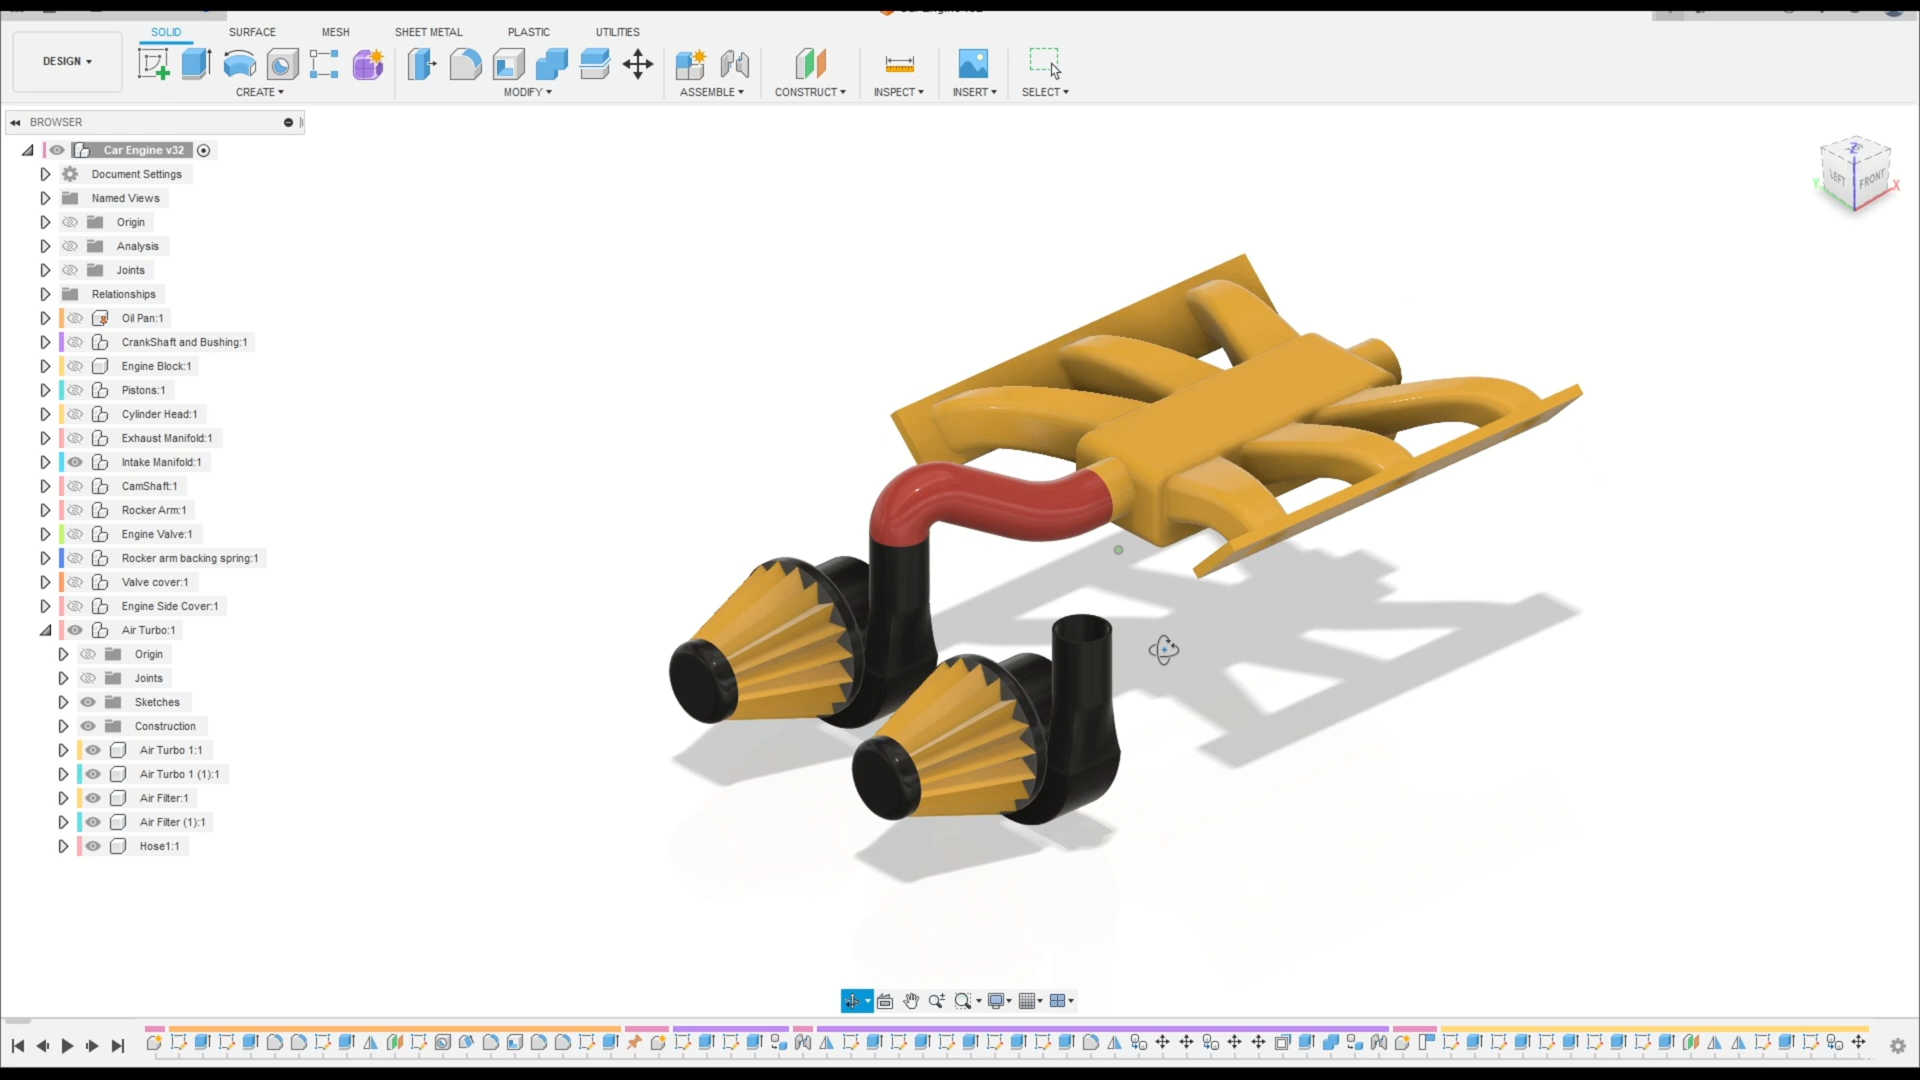 SOLID SURFACE MESH SHEET METAL PLASTIC UTILITIES
DESIGN
CREATE MODIFY ASSEMBLE CONSTRUCT INSPECT INSERT SELECT
BROWSER
Car Engine v32
Document Settings
Named Views
Origin
Analysis
Joints
Relationships
Oil Pan:1
CrankShaft and Bushing:1
Engine Block:1
Pistons:1
Cylinder Head:1
Exhaust Manifold:1
Intake Manifold:1
CamShaft:1
Rocker Arm:1
Engine Valve:1
Rocker arm backing spring:1
Valve cover:1
Engine Side Cover:1
Air Turbo:1
Origin
Joints
Sketches
Construction
Air Turbo 1:1
Air Turbo 1 (1):1
Air Filter:1
Air Filter (1):1
Hose1:1
Z
LEFT FRONT
Y X